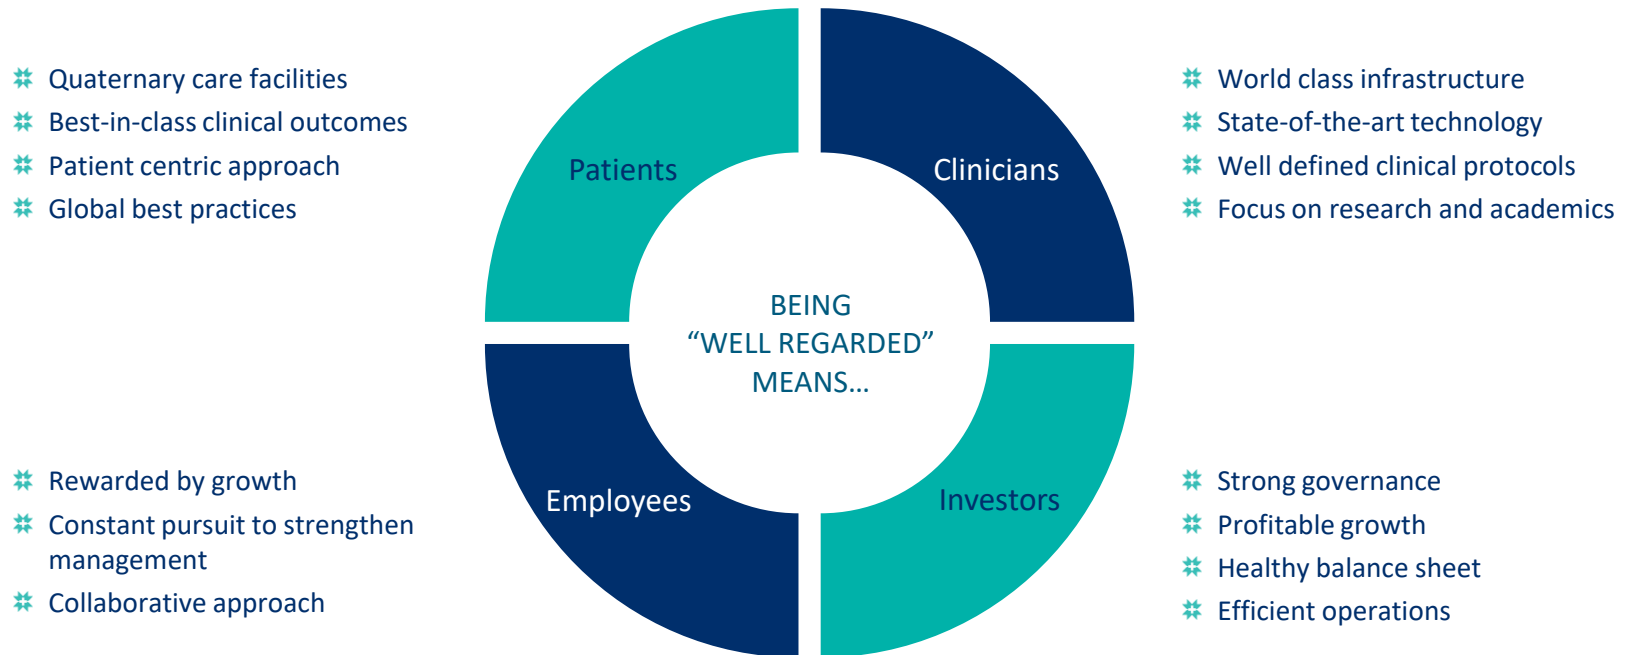 Quaternary care facilities
Best-in-class clinical outcomes
Patient centric approach
Global best practices
Patients
Clinicians
World class infrastructure
State-of-the-art technology
Well defined clinical protocols
Focus on research and academics
BEING
“WELL REGARDED”
MEANS…
Rewarded by growth
Constant pursuit to strengthen
management
Collaborative approach
Employees
Investors
Strong governance
Profitable growth
Healthy balance sheet
Efficient operations